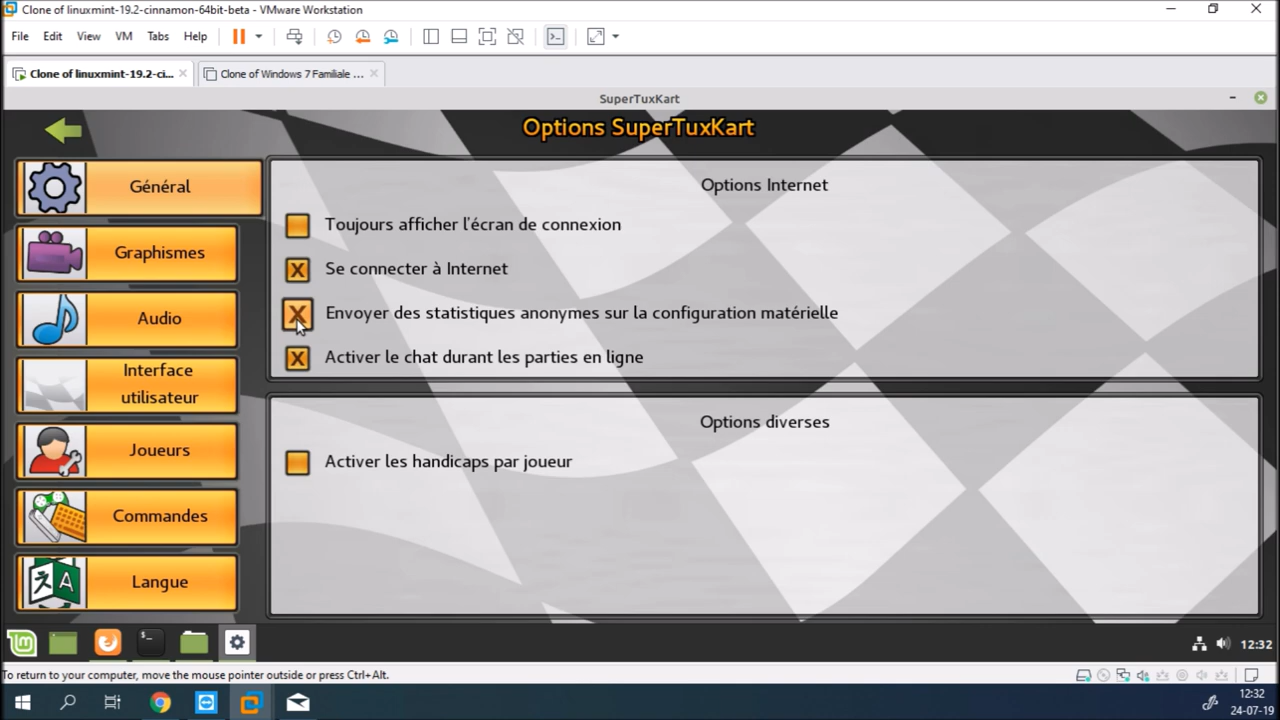 Clone of linuxmint-19.2-cinnamon-64bit-beta - VMware Workstation
File Edit View VM Tabs Help
Clone of linuxmint-19.2-ci... Clone of Windows 7 Familiale ...
SuperTuxKart
Options SuperTuxKart
Général
Graphismes
Audio
Interface
utilisateur
Joueurs
Commandes
Langue
Options Internet
Toujours afficher l'écran de connexion
Se connecter à Internet
Envoyer des statistiques anonymes sur la configuration matérielle
Activer le chat durant les parties en ligne
Options diverses
Activer les handicaps par joueur
12:32
To return to your computer, move the mouse pointer outside or press Ctrl+Alt.
12:32
24-07-19